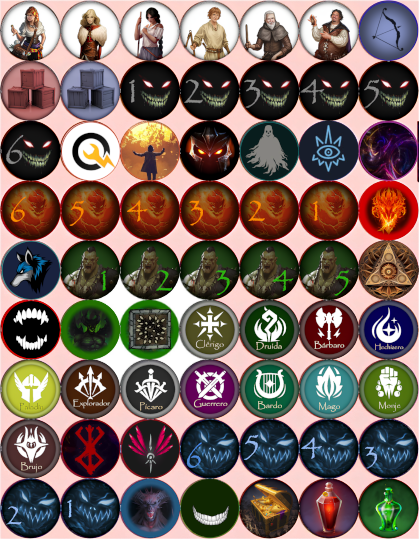 1 2 3 4 5
6
6 5 4 3 2 1
1 2 3 4 5
Clérigo Druida Bárbaro Hechicero
Explorador Pícaro Guerrero Bardo Mago Monje
Brujo 6 5 4 3
2 1